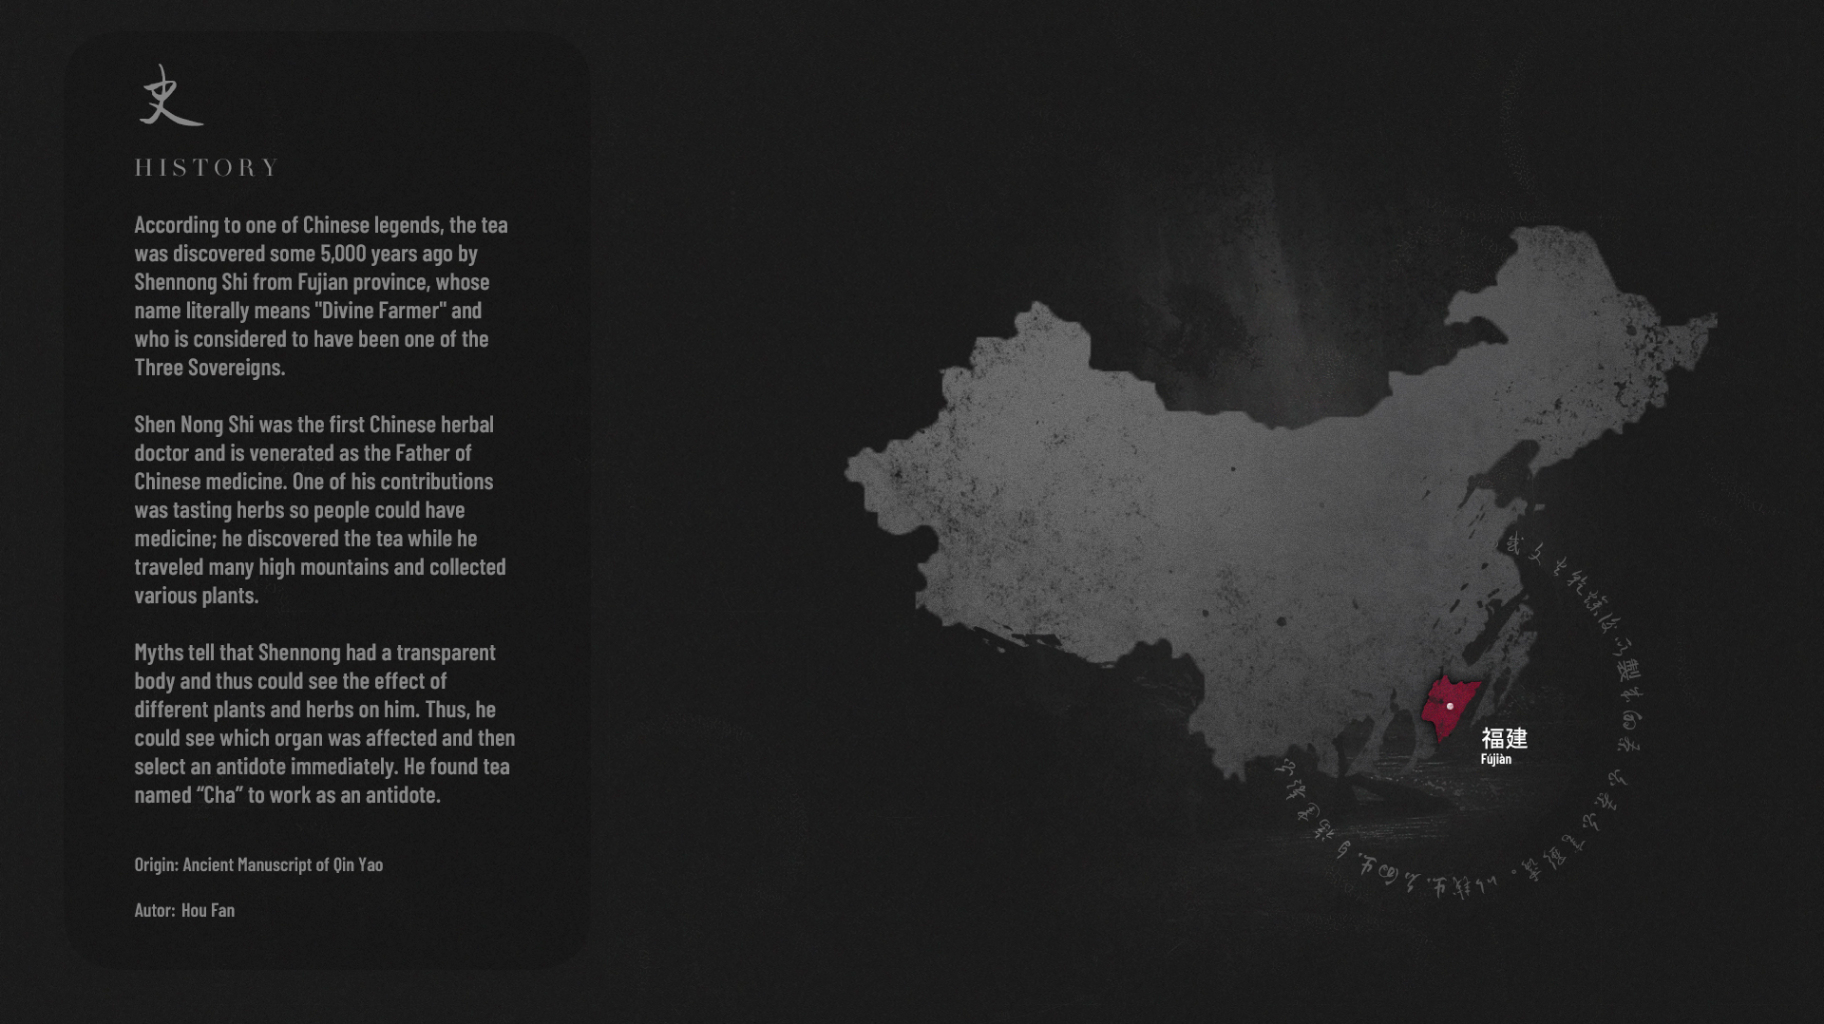 史
HISTORY
According to one of Chinese legends, the tea
was discovered some 5,000 years ago by
Shennong Shi from Fujian province, whose
name literally means "Divine Farmer" and
who is considered to have been one of the
Three Sovereigns.
Shen Nong Shi was the first Chinese herbal
doctor and is venerated as the Father of
Chinese medicine. One of his contributions
was tasting herbs so people could have
medicine; he discovered the tea while he
traveled many high mountains and collected
various plants.
Myths tell that Shennong had a transparent
body and thus could see the effect of
different plants and herbs on him. Thus, he
could see which organ was affected and then
select an antidote immediately. He found tea
named “Cha” to work as an antidote.
Origin: Ancient Manuscript of Qin Yao
Autor: Hou Fan
福建
Fújiàn